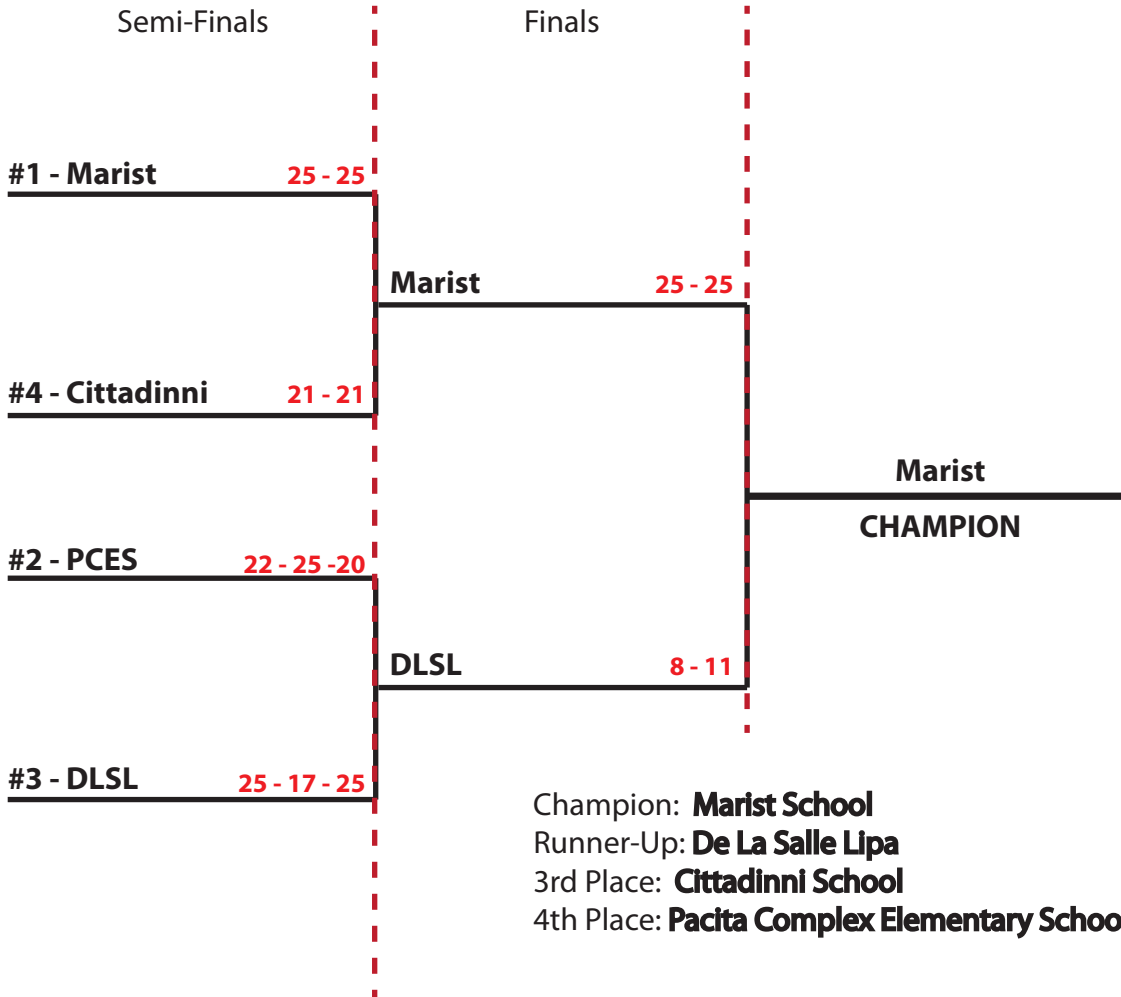 Semi-Finals
Finals
#1 - Marist 25 - 25
Marist 25 - 25
#4 - Cittadinni 21 - 21
Marist
CHAMPION
#2 - PCES 22 - 25 -20
DLSL 8 - 11
#3 - DLSL 25 - 17 - 25
Champion: Marist School
Runner-Up: De La Salle Lipa
3rd Place: Cittadinni School
4th Place: Pacita Complex Elementary Schoo